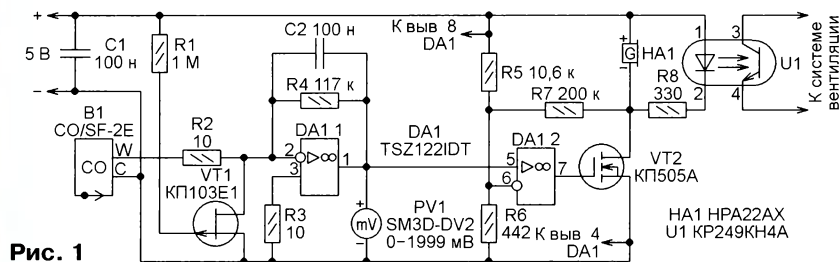 +
5 В
−
С1
100 н
R1
1 М
С2 100 н
R4 117 к
К выв 8
DA1
R5 10,6 к
+
G
HA1
−
R7 200 к
R8
330
1
2
3
4
U1
К системе
вентиляции
B1
CO/SF-2E
CO
W
C
R2
10
VT1
КП103Е1
DA1 1
2
3
▷∞
1
R3
10
DA1
TSZ122IDT
+
mV
−
PV1
SM3D-DV2
0−1999 мВ
DA1.2
5
6
▷∞
7
R6
442
К выв 4
DA1
VT2
КП505А
HA1 HPA22AX
U1 КР249КН4А
Рис. 1